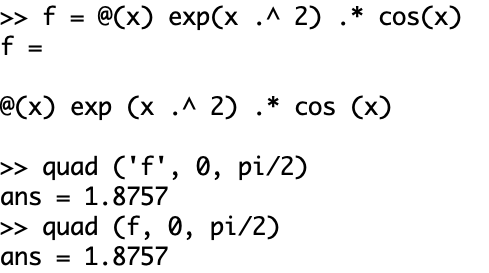 >> f = @(x) exp(x .^ 2) .* cos(x)
f =
@(x) exp (x .^ 2) .* cos (x)
>> quad ('f', 0, pi/2)
ans = 1.8757
>> quad (f, 0, pi/2)
ans = 1.8757